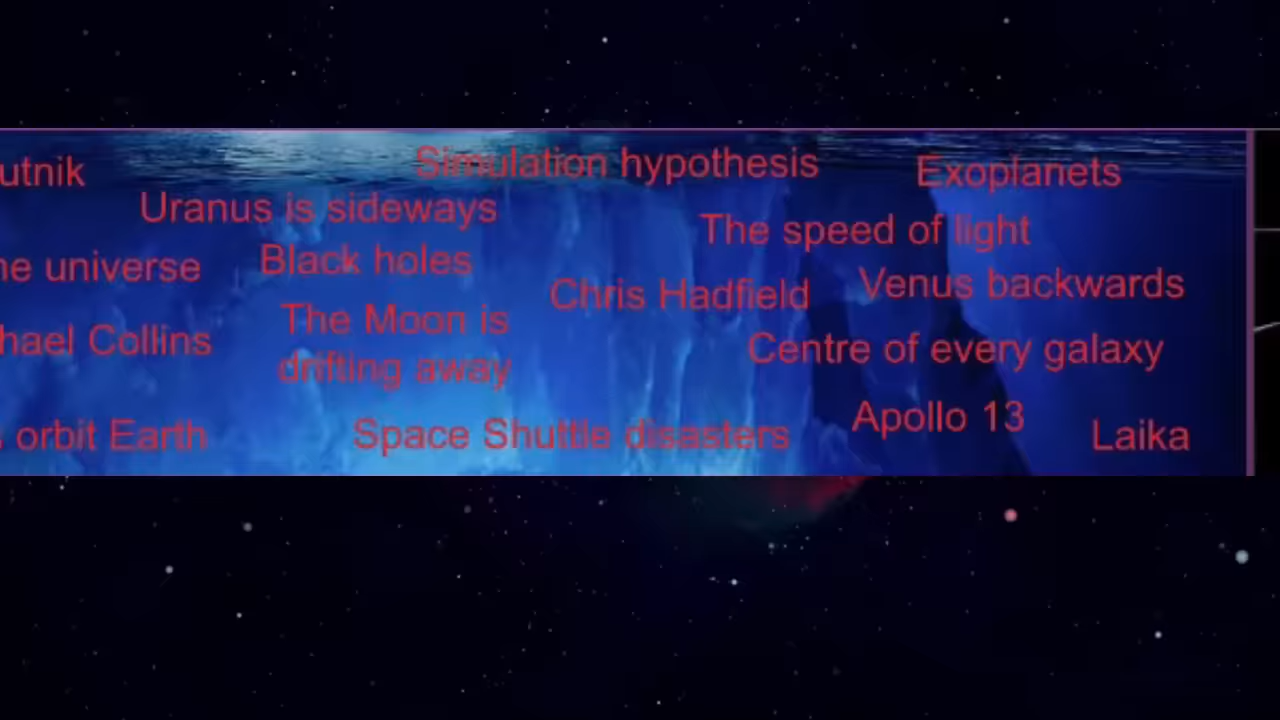 utnik
Simulation hypothesis
Exoplanets
Uranus is sideways
The speed of light
he universe
Black holes
Chris Hadfield
Venus backwards
hael Collins
The Moon is
drifting away
Centre of every galaxy
orbit Earth
Space Shuttle disasters
Apollo 13
Laika